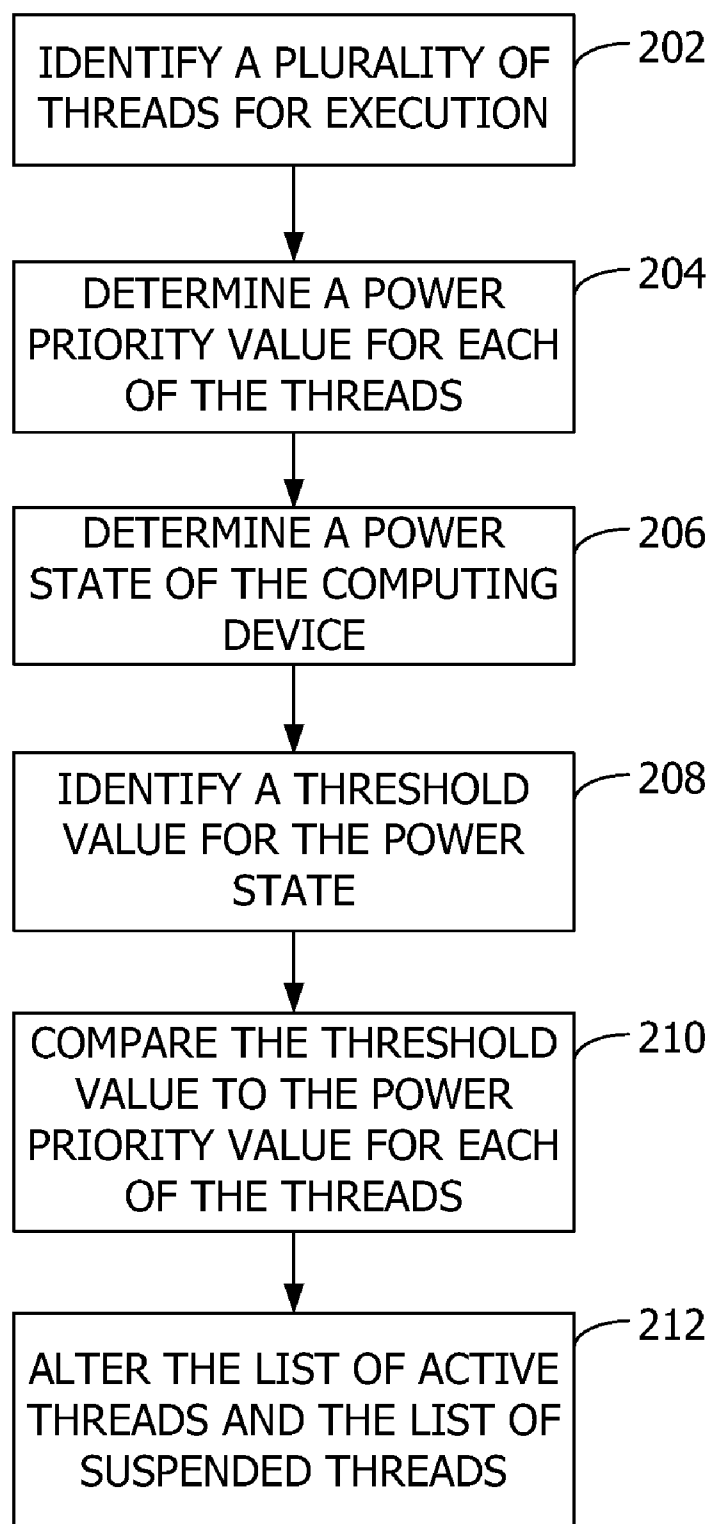 IDENTIFY A PLURALITY OF
THREADS FOR EXECUTION
202
DETERMINE A POWER
PRIORITY VALUE FOR EACH
OF THE THREADS
204
DETERMINE A POWER
STATE OF THE COMPUTING
DEVICE
206
IDENTIFY A THRESHOLD
VALUE FOR THE POWER
STATE
208
COMPARE THE THRESHOLD
VALUE TO THE POWER
PRIORITY VALUE FOR EACH
OF THE THREADS
210
ALTER THE LIST OF ACTIVE
THREADS AND THE LIST OF
SUSPENDED THREADS
212